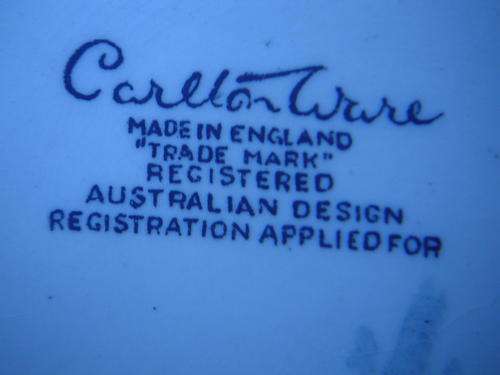 Carlton Ware
MADE IN ENGLAND
"TRADE MARK"
REGISTERED
AUSTRALIAN DESIGN
REGISTRATION APPLIED FOR